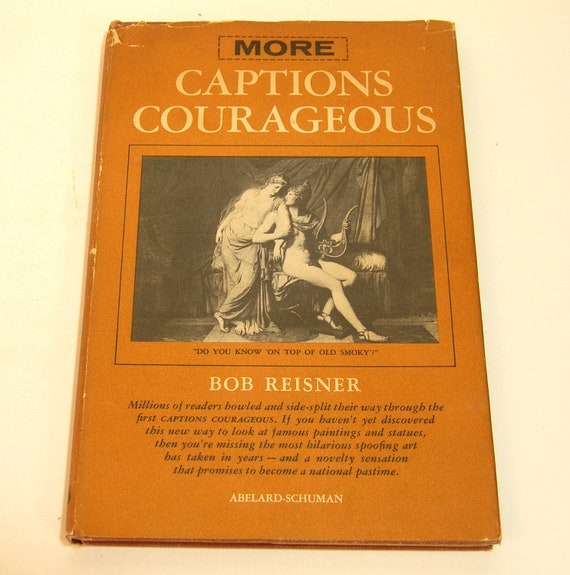 MORE
CAPTIONS
COURAGEOUS
"DO YOU KNOW 'ON TOP OF OLD SMOKY'?"
BOB REISNER
Millions of readers howled and side-split their way through the
first CAPTIONS COURAGEOUS. If you haven't yet discovered
this new way to look at famous paintings and statues,
then you're missing the most hilarious spoofing art
has taken in years — and a novelty sensation
that promises to become a national pastime.
ABELARD-SCHUMAN